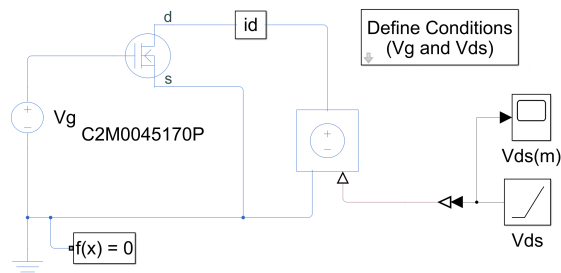 d
id
Define Conditions
(Vg and Vds)
s
Vg
C2M0045170P
Vds(m)
Vds
f(x) = 0